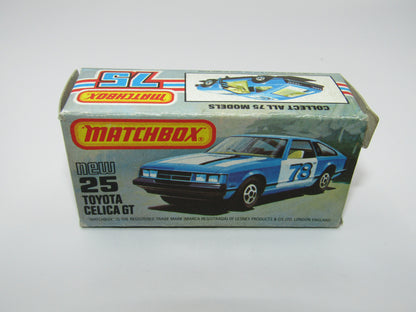 MATCHBOX
75
COLLECT ALL 75 MODELS
MATCHBOX®
new
25
TOYOTA
CELICA GT
78
"MATCHBOX" IS THE REGISTERED TRADE MARK (MARCA REGISTRADA) OF LESNEY PRODUCTS & CO. LTD. LONDON ENGLAND